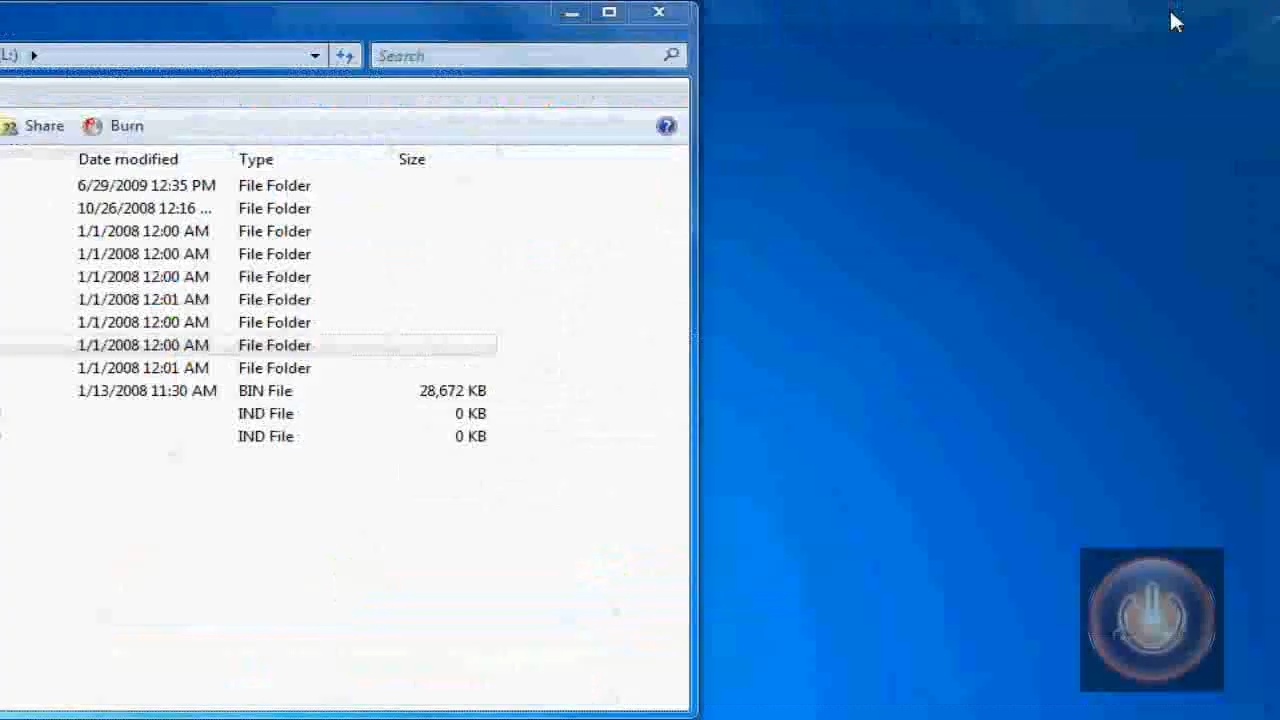 L:)
Search
Share Burn
Date modified Type Size
6/29/2009 12:35 PM File Folder
10/26/2008 12:16 ... File Folder
1/1/2008 12:00 AM File Folder
1/1/2008 12:00 AM File Folder
1/1/2008 12:00 AM File Folder
1/1/2008 12:01 AM File Folder
1/1/2008 12:00 AM File Folder
1/1/2008 12:00 AM File Folder
1/1/2008 12:01 AM File Folder
1/13/2008 11:30 AM BIN File 28,672 KB
IND File 0 KB
IND File 0 KB